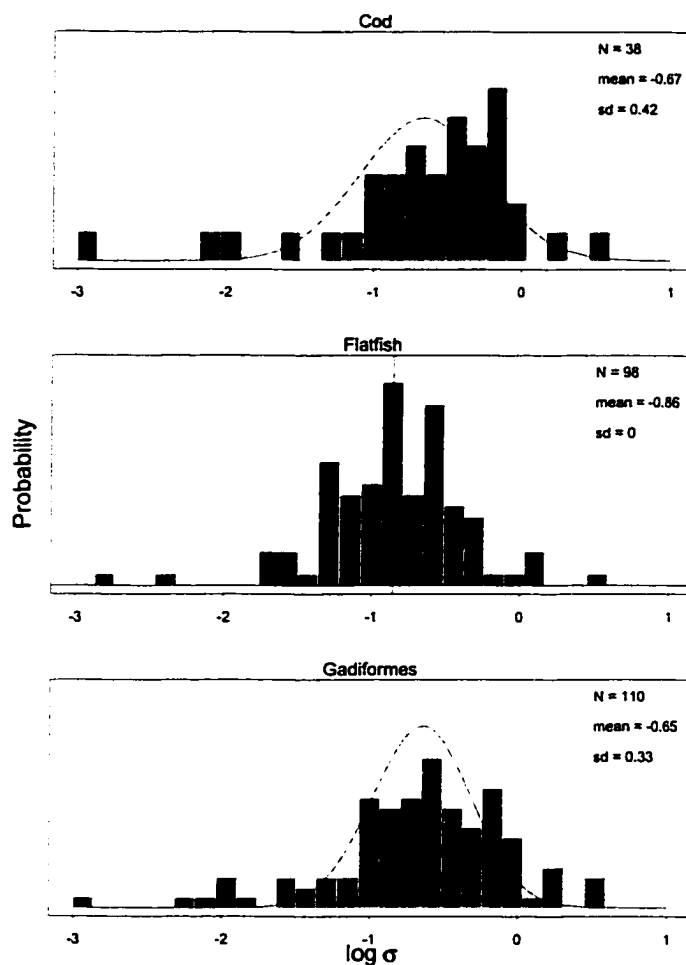 Cod
N = 38
mean = -0.67
sd = 0.42
-3 -2 -1 0 1
Flatfish
N = 98
mean = -0.86
sd = 0
Probability
-3 -2 -1 0 1
Gadiformes
N = 110
mean = -0.65
sd = 0.33
-3 -2 -1 0 1
log σ